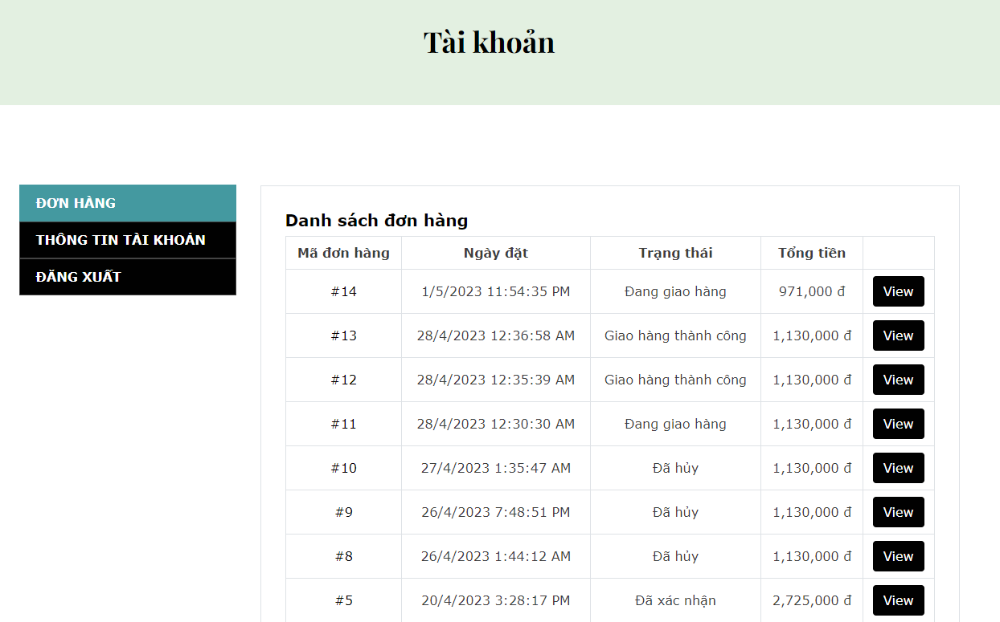 Tài khoản
ĐƠN HÀNG
THÔNG TIN TÀI KHOẢN
ĐĂNG XUẤT
Danh sách đơn hàng
Mã đơn hàng Ngày đặt Trạng thái Tổng tiền
#14 1/5/2023 11:54:35 PM Đang giao hàng 971,000 đ View
#13 28/4/2023 12:36:58 AM Giao hàng thành công 1,130,000 đ View
#12 28/4/2023 12:35:39 AM Giao hàng thành công 1,130,000 đ View
#11 28/4/2023 12:30:30 AM Đang giao hàng 1,130,000 đ View
#10 27/4/2023 1:35:47 AM Đã hủy 1,130,000 đ View
#9 26/4/2023 7:48:51 PM Đã hủy 1,130,000 đ View
#8 26/4/2023 1:44:12 AM Đã hủy 1,130,000 đ View
#5 20/4/2023 3:28:17 PM Đã xác nhận 2,725,000 đ View